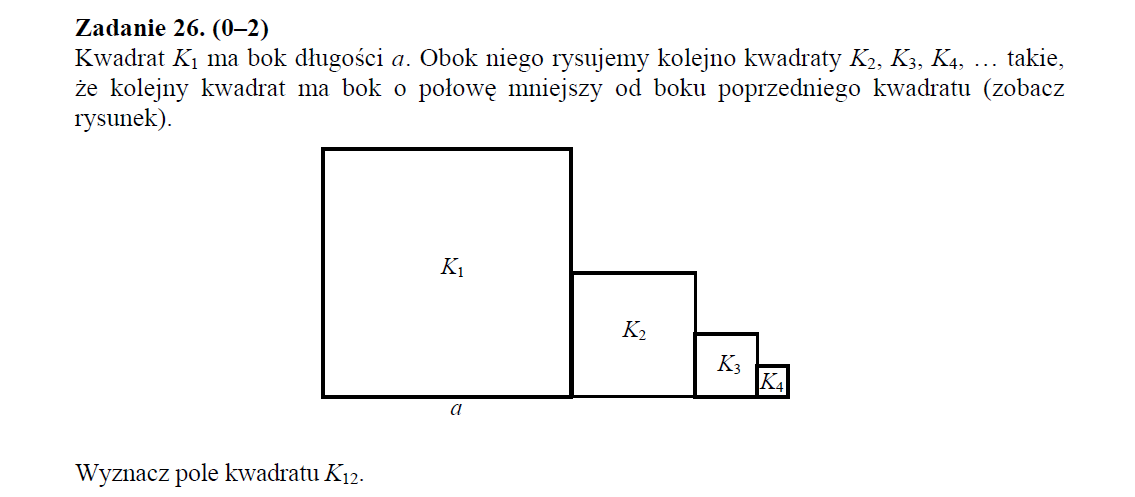 Zadanie 26. (0–2)
Kwadrat K₁ ma bok długości a. Obok niego rysujemy kolejno kwadraty K₂, K₃, K₄, … takie,
że kolejny kwadrat ma bok o połowę mniejszy od boku poprzedniego kwadratu (zobacz
rysunek).
K₁
K₂
K₃
K₄
a
Wyznacz pole kwadratu K₁₂.